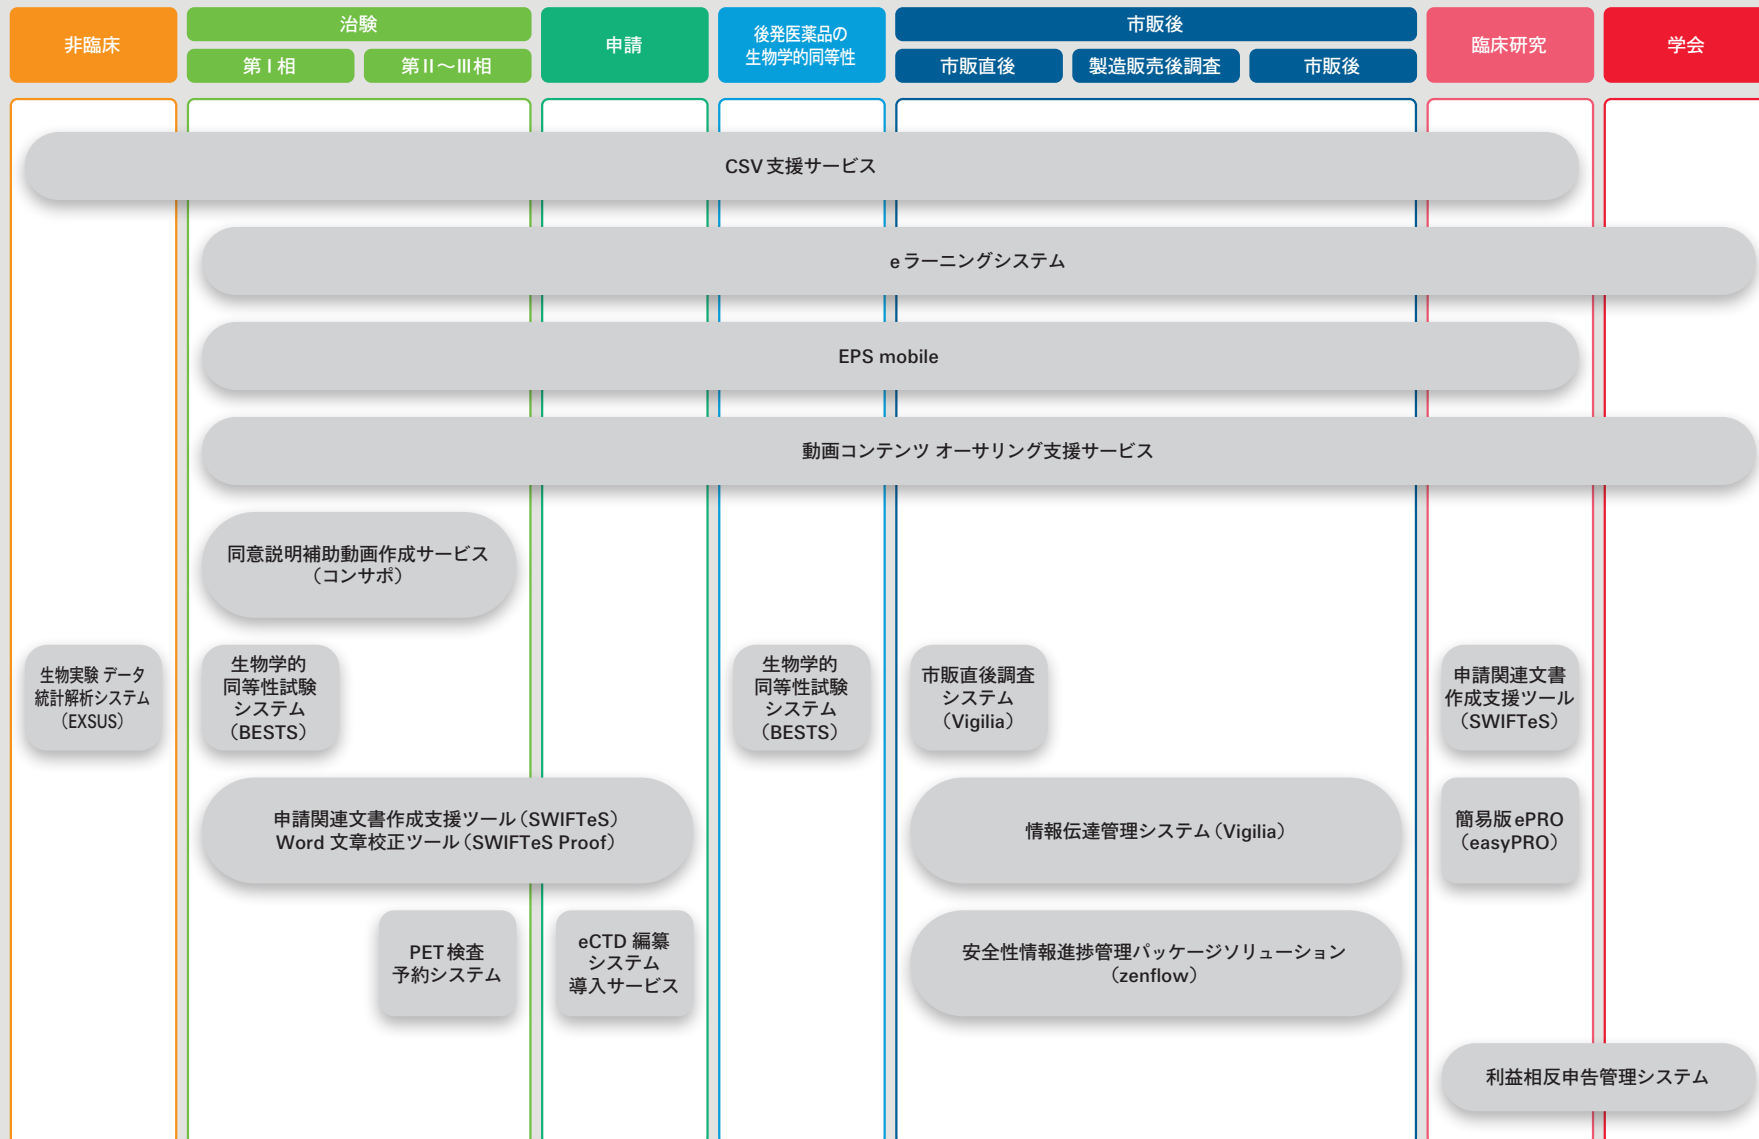 非臨床
治験
第Ⅰ相
第Ⅱ～Ⅲ相
申請
後発医薬品の
生物学的同等性
市販後
市販直後
製造販売後調査
市販後
臨床研究
学会
CSV支援サービス
eラーニングシステム
EPS mobile
動画コンテンツ オーサリング支援サービス
同意説明補助動画作成サービス
（コンサポ）
生物実験 データ
統計解析システム
（EXSUS）
生物学的
同等性試験
システム
（BESTS）
生物学的
同等性試験
システム
（BESTS）
市販直後調査
システム
（Vigilia）
申請関連文書
作成支援ツール
（SWIFTeS）
申請関連文書作成支援ツール（SWIFTeS）
Word 文章校正ツール（SWIFTeS Proof）
情報伝達管理システム（Vigilia）
簡易版 ePRO
（easyPRO）
PET検査
予約システム
eCTD 編纂
システム
導入サービス
安全性情報進捗管理パッケージソリューション
（zenflow）
利益相反申告管理システム